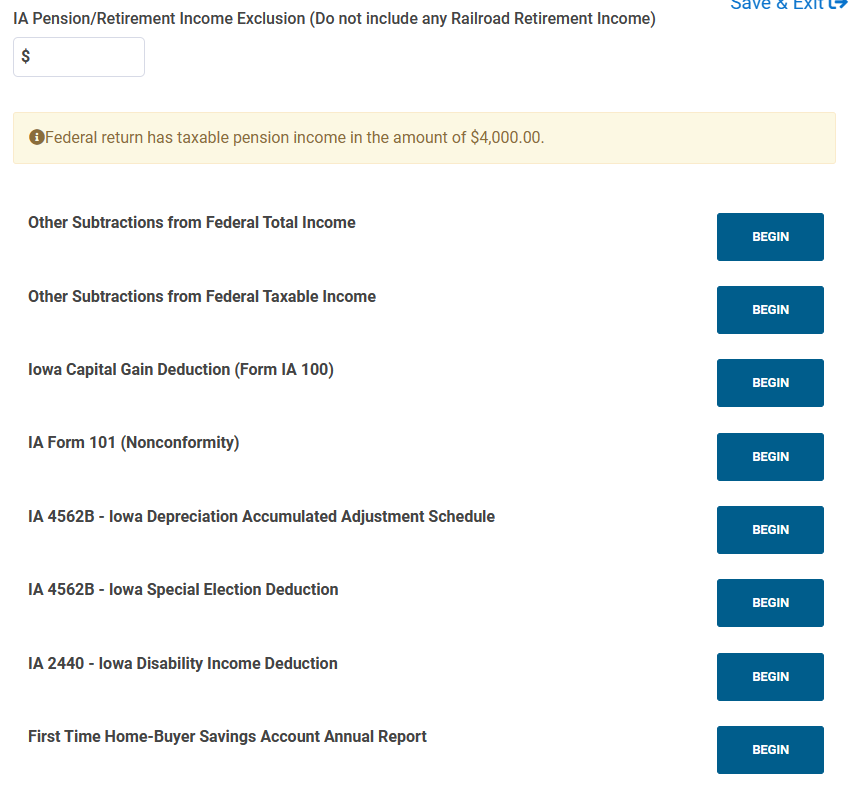 Save & Exit
IA Pension/Retirement Income Exclusion (Do not include any Railroad Retirement Income)
$
Federal return has taxable pension income in the amount of $4,000.00.
Other Subtractions from Federal Total Income
BEGIN
Other Subtractions from Federal Taxable Income
BEGIN
Iowa Capital Gain Deduction (Form IA 100)
BEGIN
IA Form 101 (Nonconformity)
BEGIN
IA 4562B - Iowa Depreciation Accumulated Adjustment Schedule
BEGIN
IA 4562B - Iowa Special Election Deduction
BEGIN
IA 2440 - Iowa Disability Income Deduction
BEGIN
First Time Home-Buyer Savings Account Annual Report
BEGIN